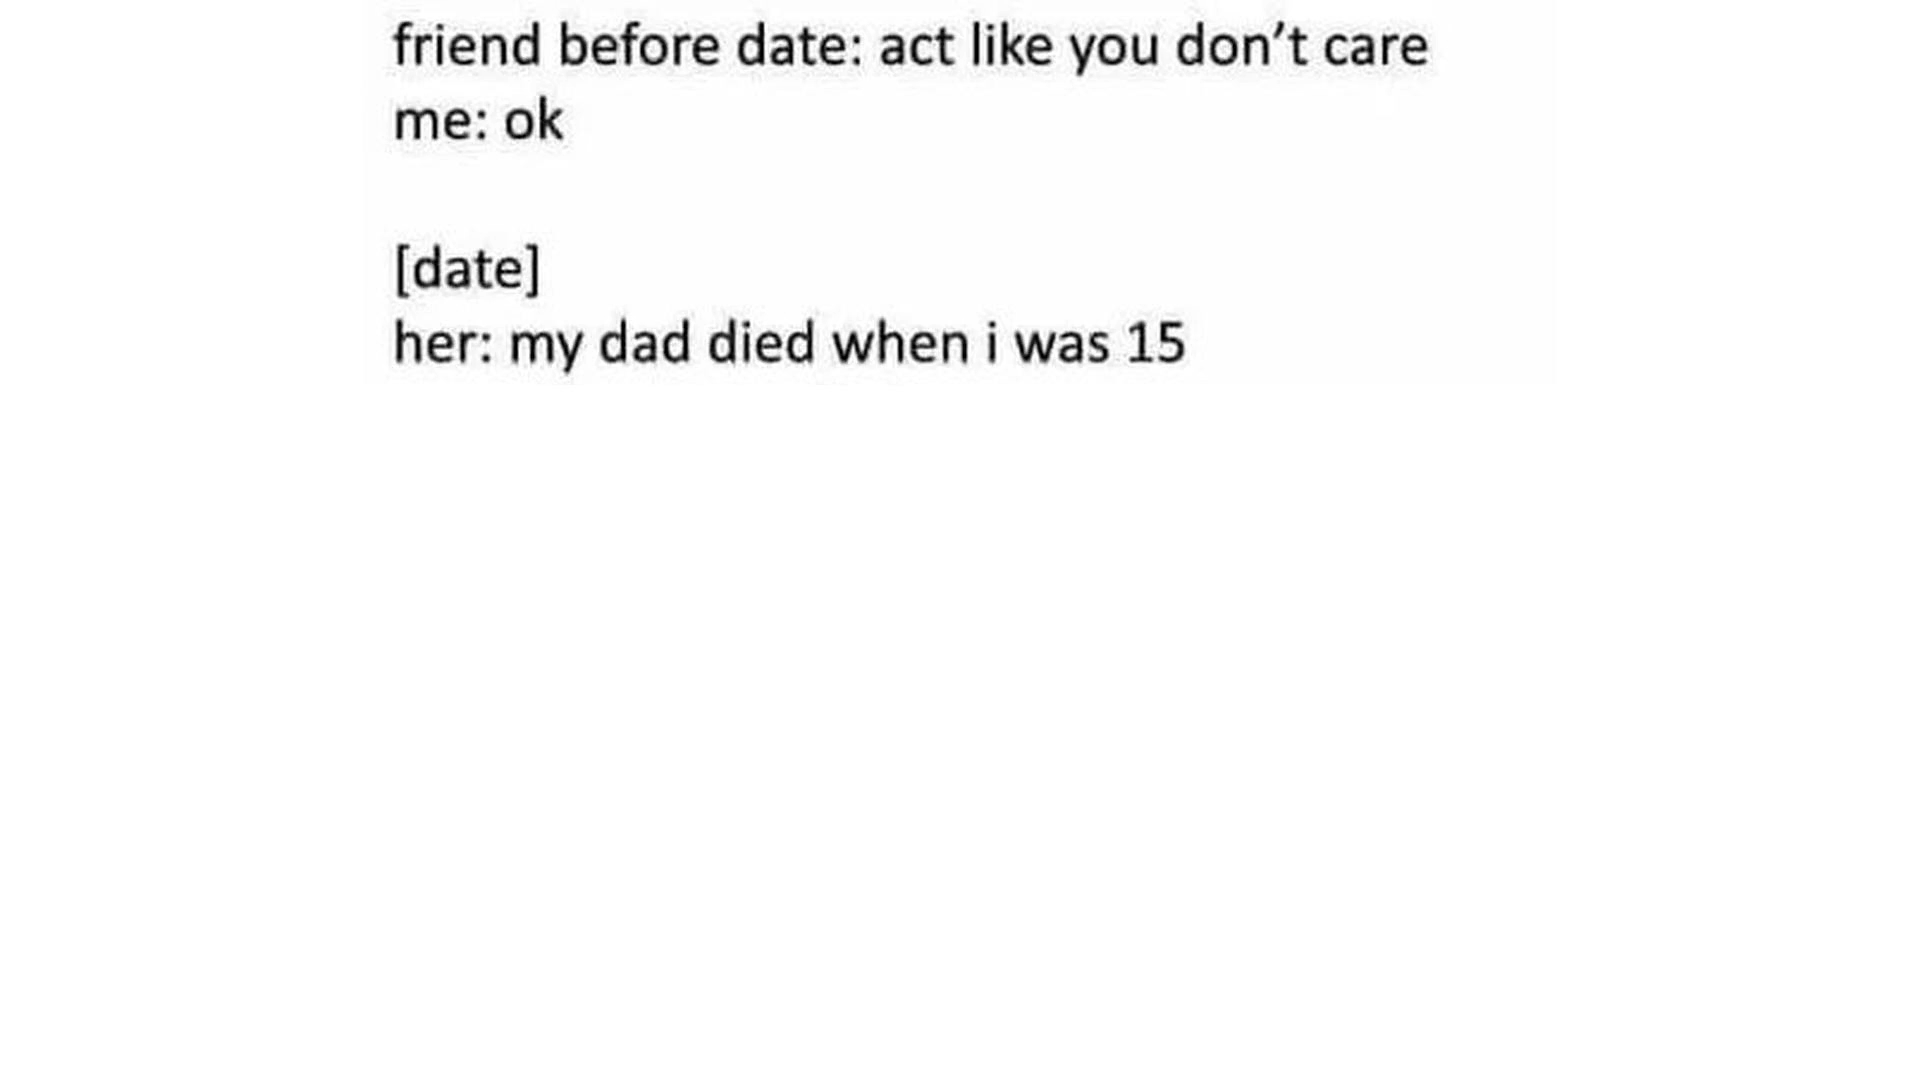 friend before date: act like you don’t care
me: ok
[date]
her: my dad died when i was 15